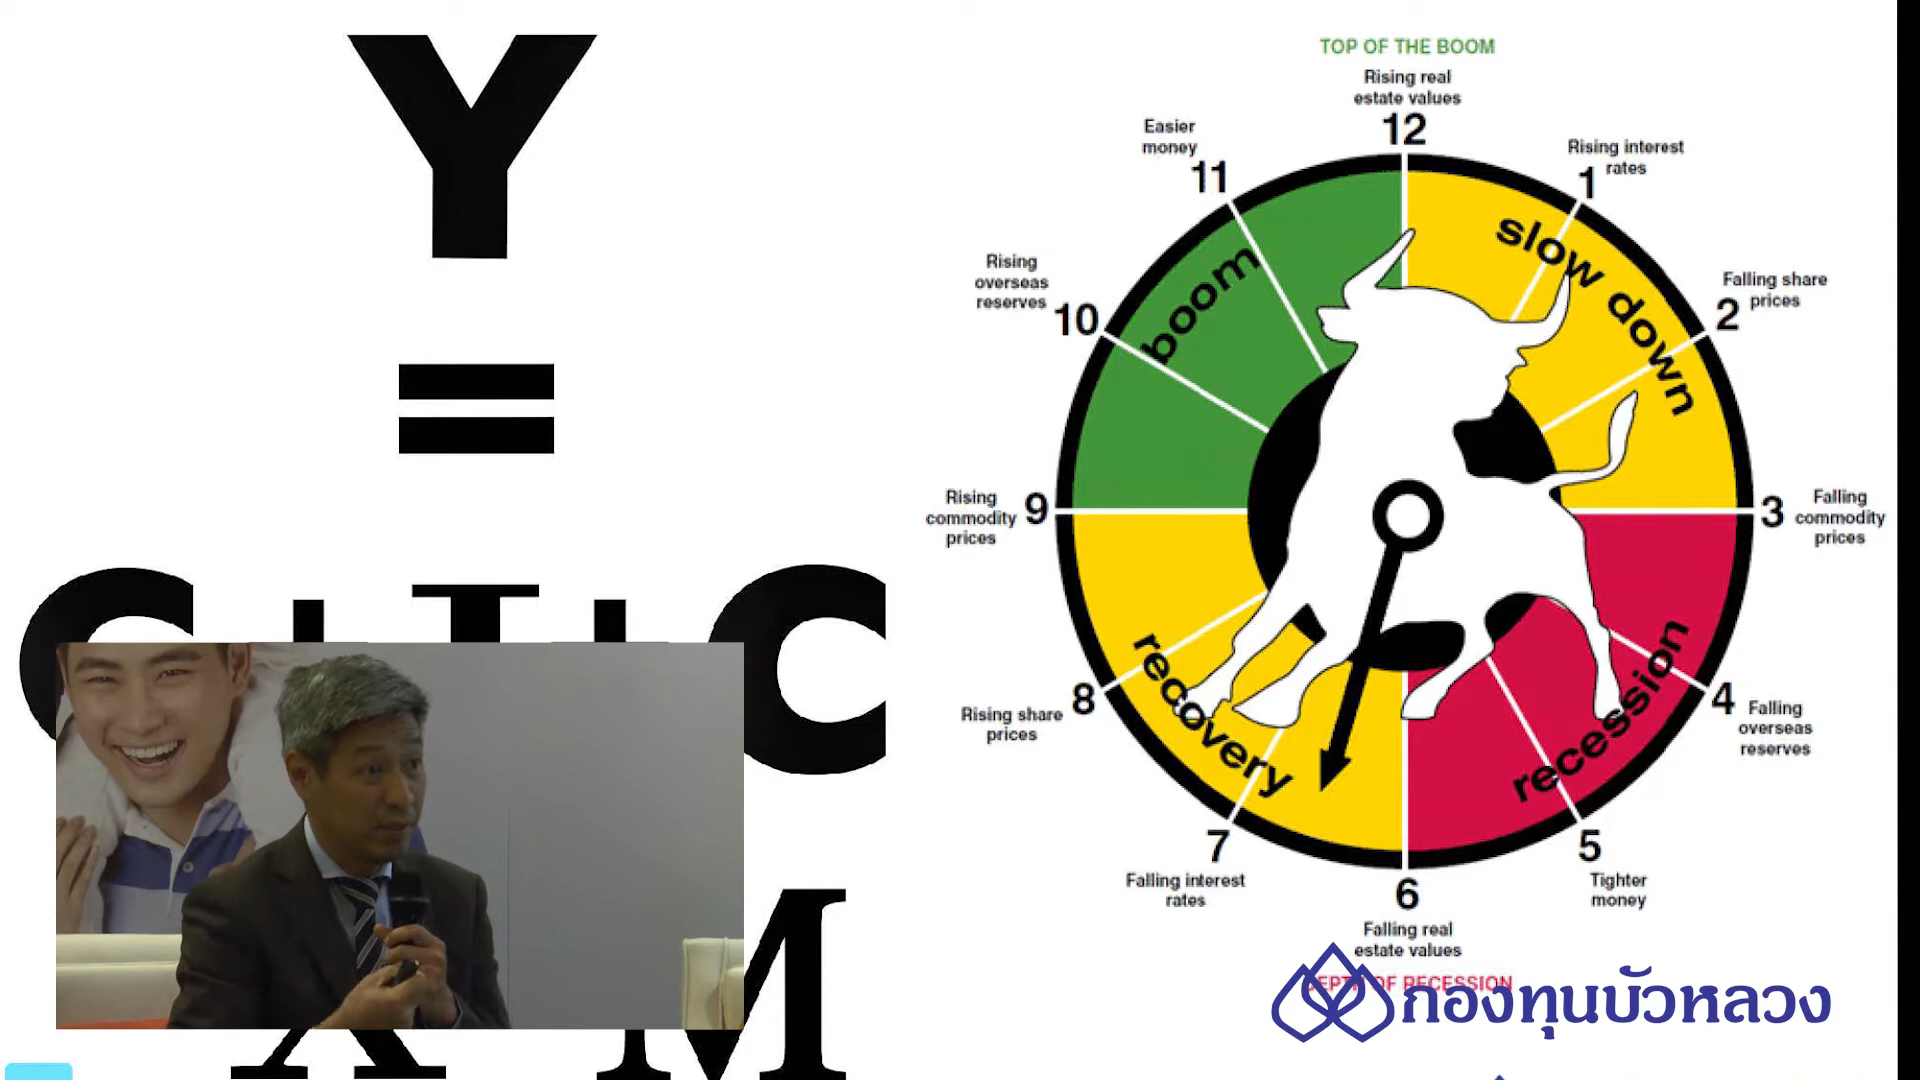 Y
=
C + I + G
X
M
TOP OF THE BOOM
Rising real
estate values
12
Rising interest
rates
1
Falling share
prices
2
3
Falling
commodity
prices
4
Falling
overseas
reserves
5
Tighter
money
6
Falling real
estate values
DEPTH OF RECESSION
7
Falling interest
rates
8
Rising share
prices
9
Rising
commodity
prices
10
Rising
overseas
reserves
11
Easier
money
boom
slow down
recession
recovery
กองทุนบัวหลวง